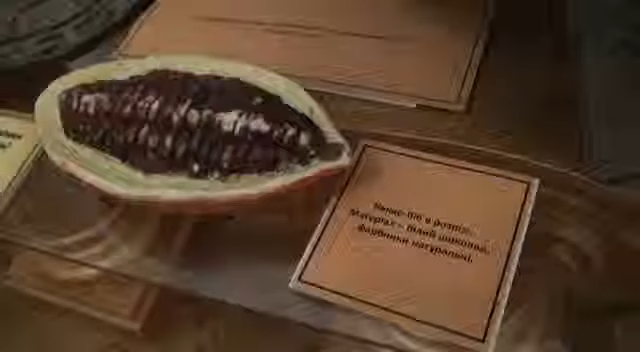 Какао-біб в розрізі.
Матеріал – білий шоколад,
барвники натуральні.